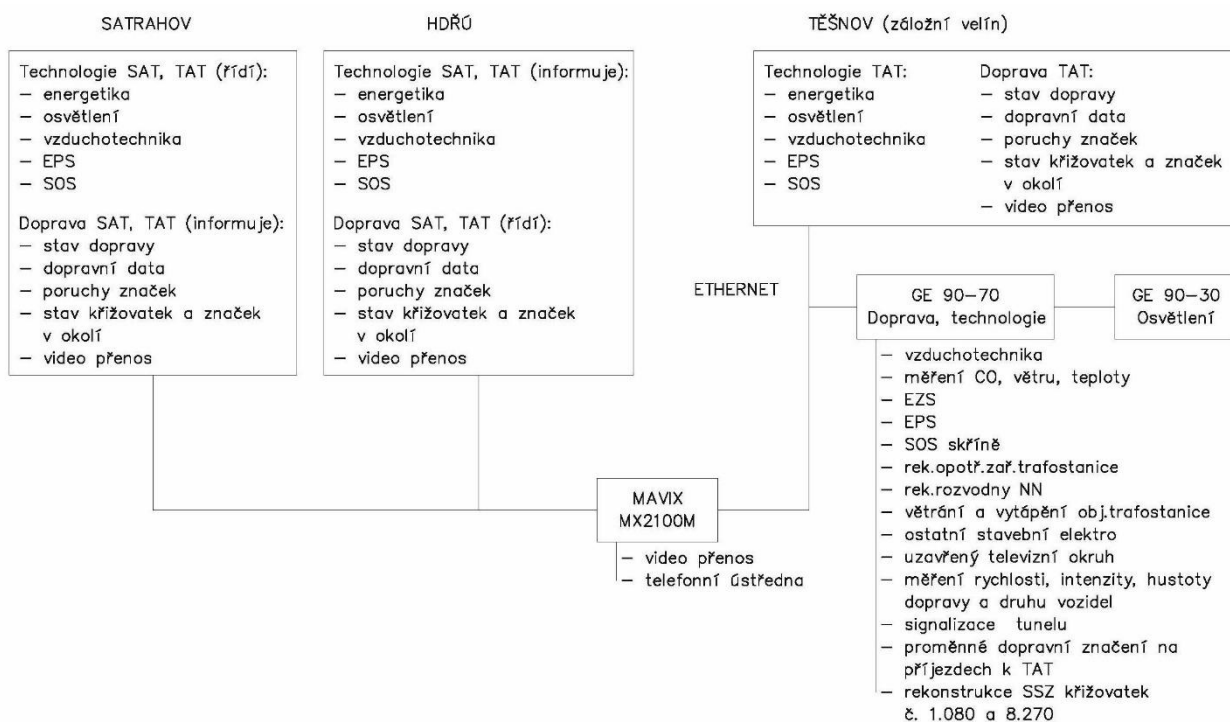 SATRAHOV
Technologie SAT, TAT (řídí):
– energetika
– osvětlení
– vzduchotechnika
– EPS
– SOS
Doprava SAT, TAT (informuje):
– stav dopravy
– dopravní data
– poruchy značek
– stav křižovatek a značek
v okolí
– video přenos
HDŘÚ
Technologie SAT, TAT (informuje):
– energetika
– osvětlení
– vzduchotechnika
– EPS
– SOS
Doprava SAT, TAT (řídí):
– stav dopravy
– dopravní data
– poruchy značek
– stav křižovatek a značek
v okolí
– video přenos
TĚŠNOV (záložní velín)
Technologie TAT:
– energetika
– osvětlení
– vzduchotechnika
– EPS
– SOS
Doprava TAT:
– stav dopravy
– dopravní data
– poruchy značek
– stav křižovatek a značek
v okolí
– video přenos
ETHERNET
GE 90–70
Doprava, technologie
GE 90–30
Osvětlení
– vzduchotechnika
– měření CO, větru, teploty
– EZS
– EPS
– SOS skříně
– rek.opotř.zař.trafostanice
– rek.rozvodny NN
– větrání a vytápění obj.trafostanice
– ostatní stavební elektro
– uzavřený televizní okruh
– měření rychlosti, intenzity, hustoty
dopravy a druhu vozidel
– signalizace tunelu
– proměnné dopravní značení na
příjezdech k TAT
– rekonstrukce SSZ křižovatek
č. 1.080 a 8.270
MAVIX
MX2100M
– video přenos
– telefonní ústředna